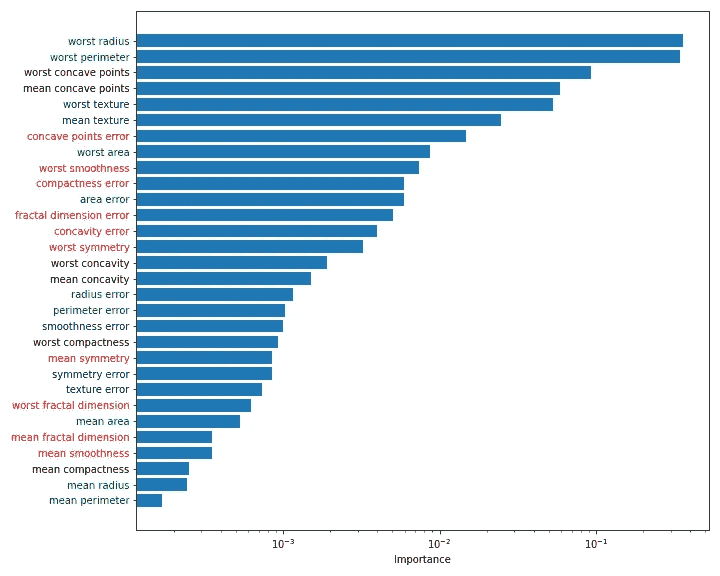 worst radius
worst perimeter
worst concave points
mean concave points
worst texture
mean texture
concave points error
worst area
worst smoothness
compactness error
area error
fractal dimension error
concavity error
worst symmetry
worst concavity
mean concavity
radius error
perimeter error
smoothness error
worst compactness
mean symmetry
symmetry error
texture error
worst fractal dimension
mean area
mean fractal dimension
mean smoothness
mean compactness
mean radius
mean perimeter
10⁻³ 10⁻² 10⁻¹
Importance